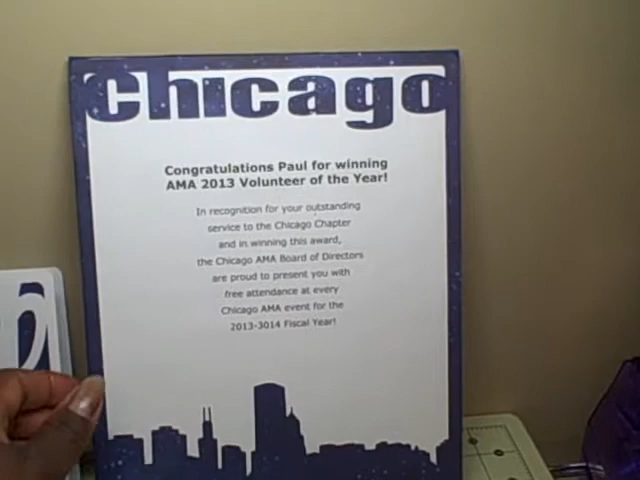 Chicago
Congratulations Paul for winning
AMA 2013 Volunteer of the Year!
In recognition for your outstanding
service to the Chicago Chapter
and in winning this award,
the Chicago AMA Board of Directors
are proud to present you with
free attendance at every
Chicago AMA event for the
2013-3014 Fiscal Year!